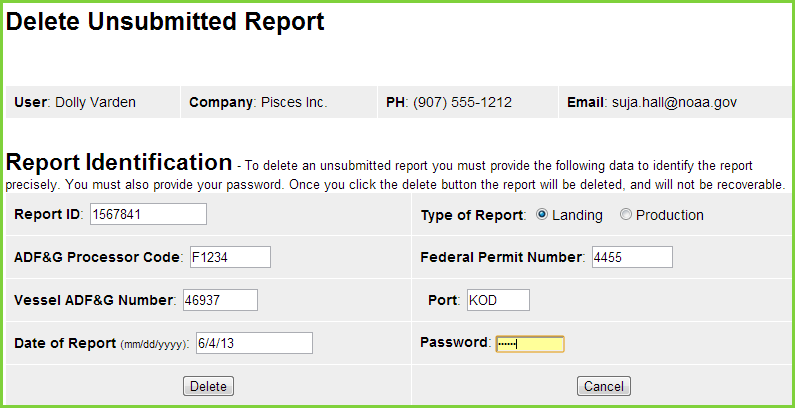 Delete Unsubmitted Report
User: Dolly Varden Company: Pisces Inc. PH: (907) 555-1212 Email: suja.hall@noaa.gov
Report Identification - To delete an unsubmitted report you must provide the following data to identify the report
precisely. You must also provide your password. Once you click the delete button the report will be deleted, and will not be recoverable.
Report ID: 1567841 Type of Report: Landing Production
ADF&G Processor Code: F1234 Federal Permit Number: 4455
Vessel ADF&G Number: 46937 Port: KOD
Date of Report (mm/dd/yyyy): 6/4/13 Password: ••••••
Delete Cancel